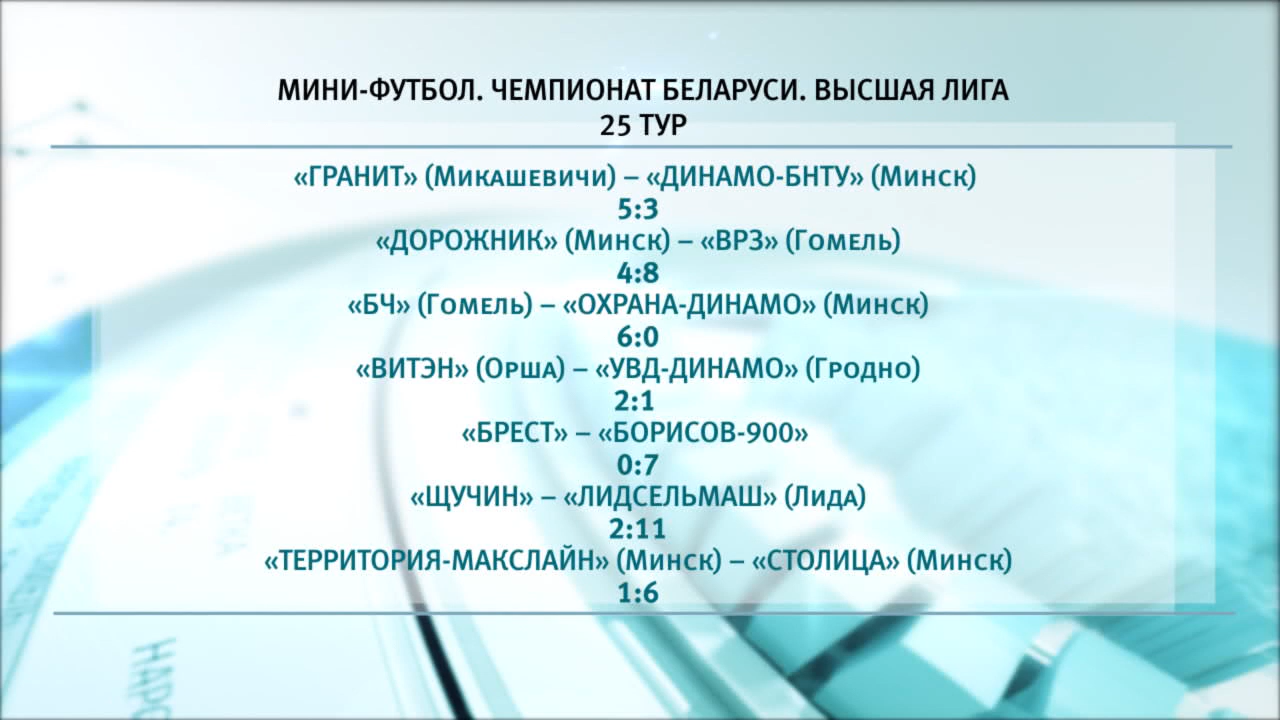 МИНИ-ФУТБОЛ. ЧЕМПИОНАТ БЕЛАРУСИ. ВЫСШАЯ ЛИГА
25 ТУР
«ГРАНИТ» (Микашевичи) – «ДИНАМО-БНТУ» (Минск)
5:3
«ДОРОЖНИК» (Минск) – «ВРЗ» (Гомель)
4:8
«БЧ» (Гомель) – «ОХРАНА-ДИНАМО» (Минск)
6:0
«ВИТЭН» (Орша) – «УВД-ДИНАМО» (Гродно)
2:1
«БРЕСТ» – «БОРИСОВ-900»
0:7
«ЩУЧИН» – «ЛИДСЕЛЬМАШ» (Лида)
2:11
«ТЕРРИТОРИЯ-МАКСЛАЙН» (Минск) – «СТОЛИЦА» (Минск)
1:6